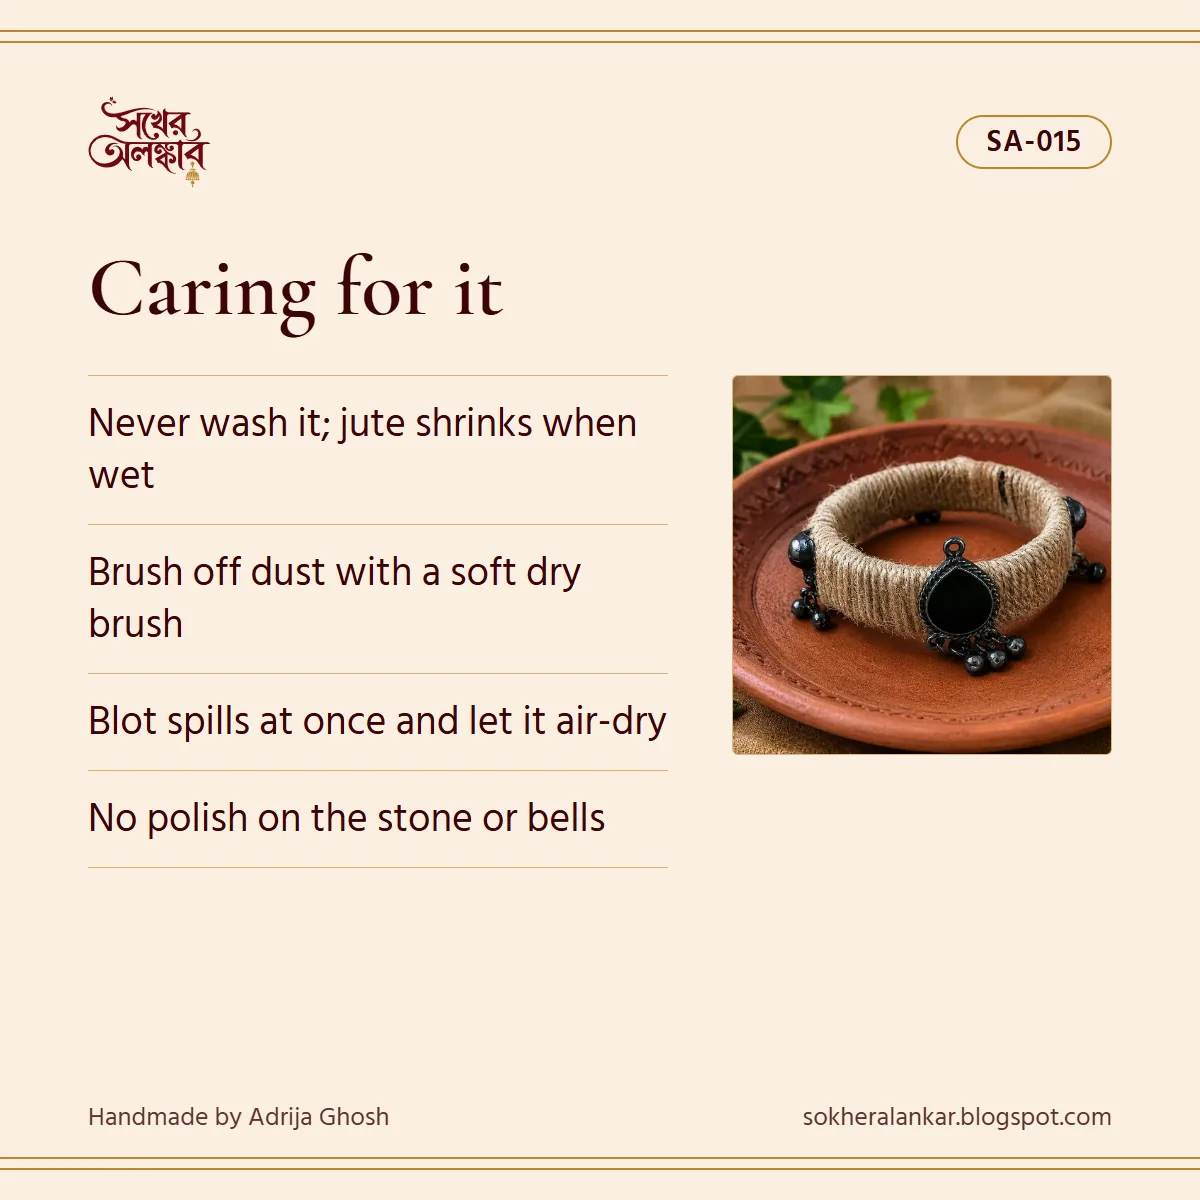 সখের
অলঙ্কার
SA-015
Caring for it
Never wash it; jute shrinks when
wet
Brush off dust with a soft dry
brush
Blot spills at once and let it air-dry
No polish on the stone or bells
Handmade by Adrija Ghosh
sokheralankar.blogspot.com